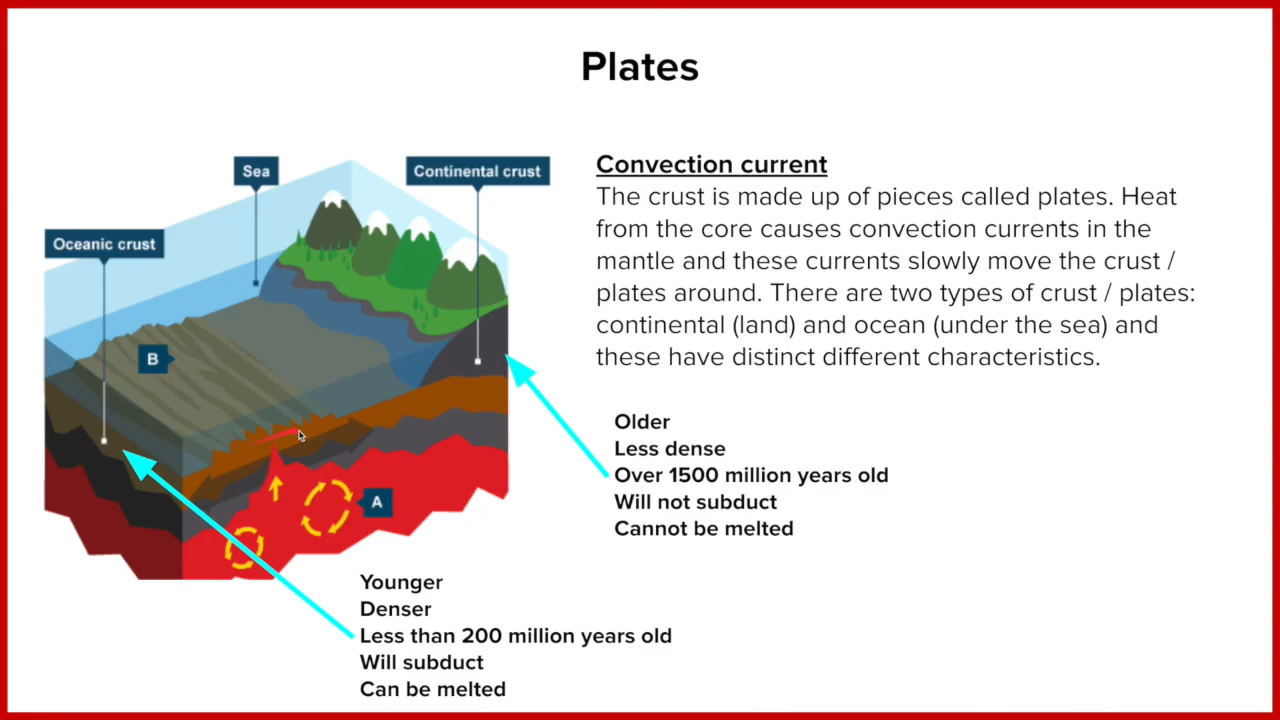 Plates
Sea
Continental crust
Oceanic crust
B
A
Convection current
The crust is made up of pieces called plates. Heat
from the core causes convection currents in the
mantle and these currents slowly move the crust /
plates around. There are two types of crust / plates:
continental (land) and ocean (under the sea) and
these have distinct different characteristics.
Older
Less dense
Over 1500 million years old
Will not subduct
Cannot be melted
Younger
Denser
Less than 200 million years old
Will subduct
Can be melted